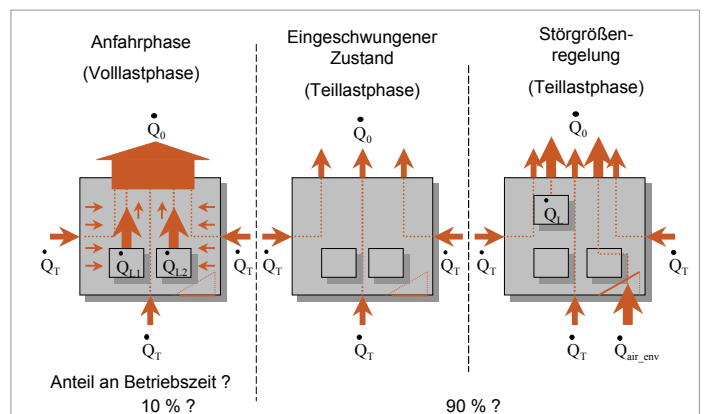 Anfahrphase
(Volllastphase)
Q̇0
Q̇L1
Q̇L2
Q̇T
Q̇T
Q̇T
Anteil an Betriebszeit ?
10 % ?
Eingeschwungener
Zustand
(Teillastphase)
Q̇0
Q̇T
Q̇T
Q̇T
Störgrößen-
regelung
(Teillastphase)
Q̇0
Q̇L
Q̇T
Q̇T
Q̇T
Q̇air_env
90 % ?